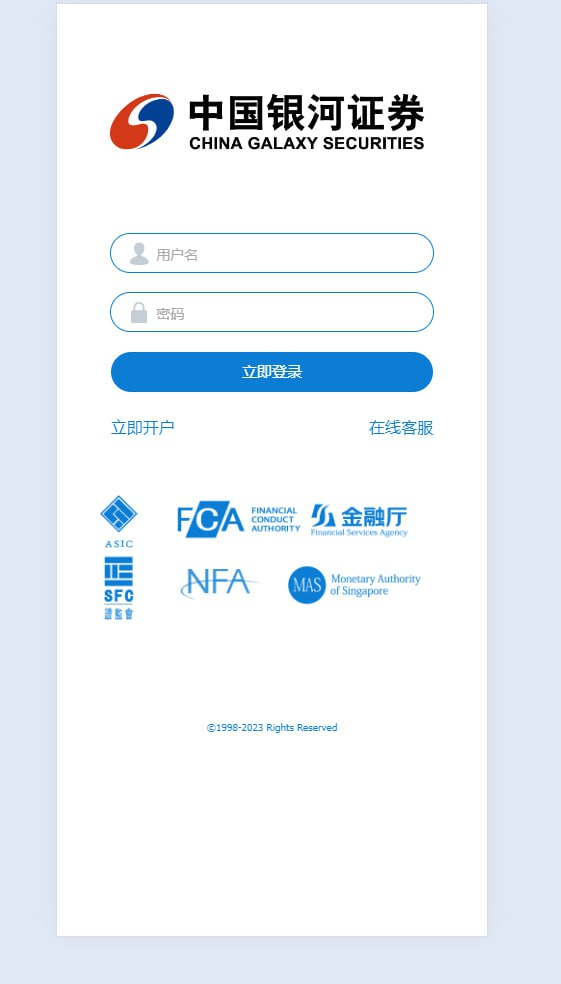 中国银河证券
CHINA GALAXY SECURITIES
用户名
密码
立即登录
立即开户
在线客服
ASIC
FCA FINANCIAL
CONDUCT
AUTHORITY
金融厅
Financial Services Agency
SFC
證監會
NFA
MAS Monetary Authority
of Singapore
©1998-2023 Rights Reserved